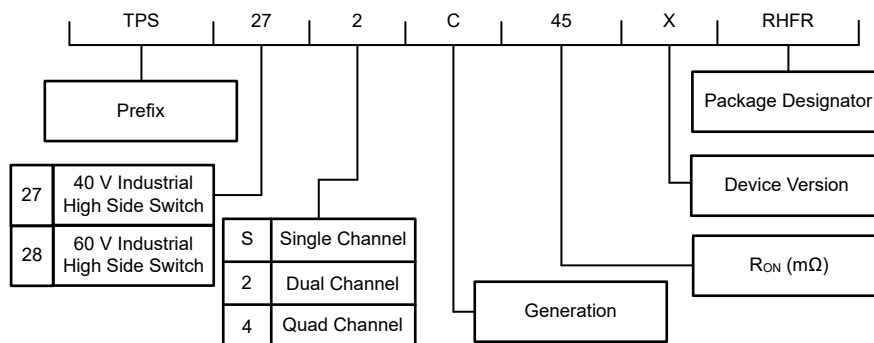 TPS 27 2 C 45 X RHFR
Prefix
Package Designator
27 40 V Industrial
High Side Switch
28 60 V Industrial
High Side Switch
Device Version
S Single Channel
2 Dual Channel
4 Quad Channel
RON (mΩ)
Generation